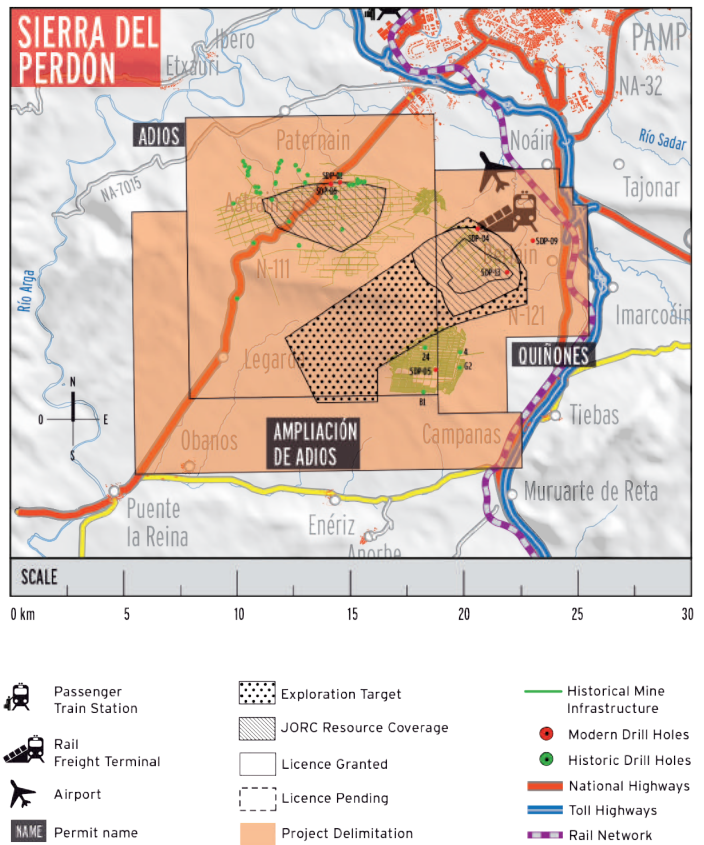 SIERRA DEL
PERDÓN
Ibero
Etxauri
PAMP
NA-32
ADIOS
Paternain
Noáin
Río Sadar
NA-7015
SDP-01
SDP-06
Astrain
Tajonar
SDP-04
SDP-09
Beriain
N-111
SDP-13
Río Arga
N-121
Imarcoáin
Legarda
24
4
QUIÑONES
SDP-05
G2
N
O
E
S
B1
Tiebas
Obanos
AMPLIACIÓN
DE ADIOS
Campanas
Puente
la Reina
Muruarte de Reta
Enériz
Anorbe
SCALE
0 km
5
10
15
20
25
30
Passenger
Train Station
Rail
Freight Terminal
Airport
NAME
Permit name
Exploration Target
JORC Resource Coverage
Licence Granted
Licence Pending
Project Delimitation
Historical Mine
Infrastructure
Modern Drill Holes
Historic Drill Holes
National Highways
Toll Highways
Rail Network